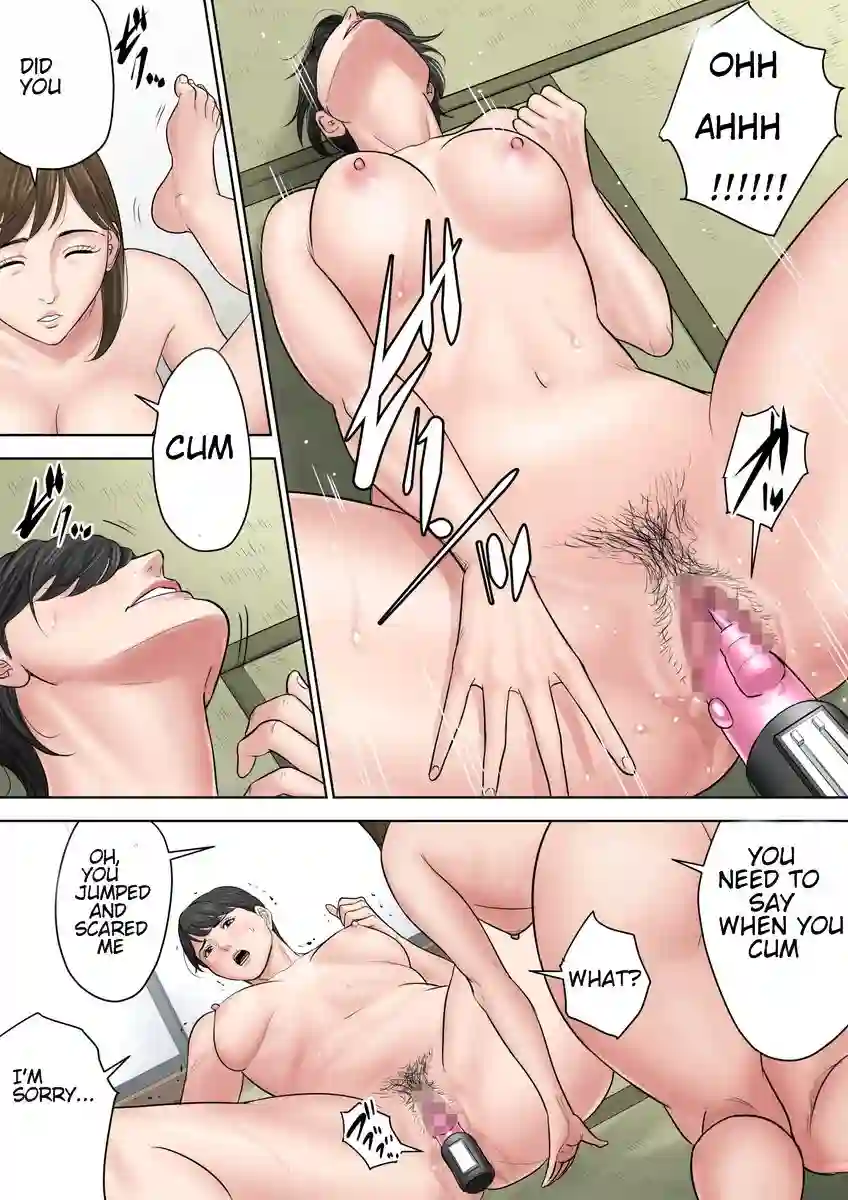 OHH
AHHH
!!!!!!
DID
YOU
CUM
YOU
NEED TO
SAY
WHEN YOU
CUM
WHAT?
OH,
YOU
JUMPED
AND
SCARED
ME
I'M
SORRY...